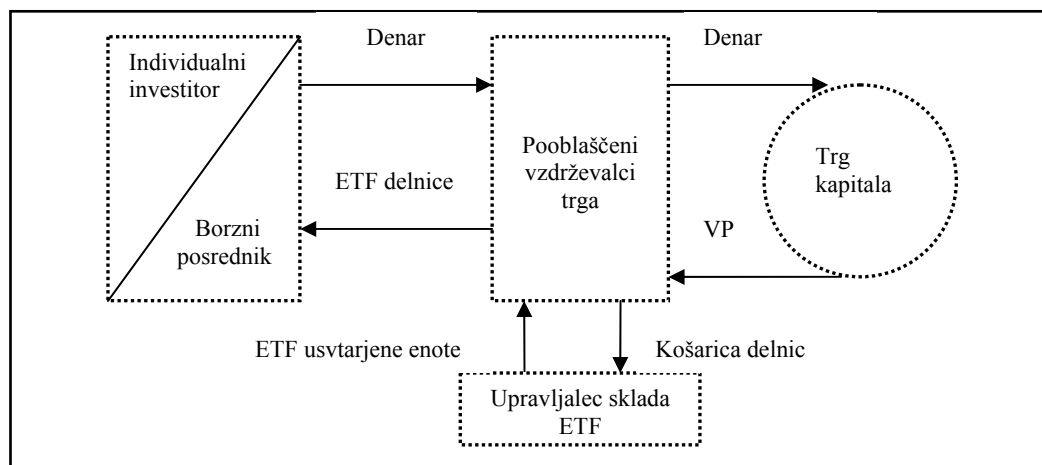 Denar
Denar
Individualni
investitor
Pooblaščeni
vzdrževalci
trga
Trg
kapitala
ETF delnice
Borzni
posrednik
VP
ETF usvtarjene enote
Košarica delnic
Upravljalec sklada
ETF